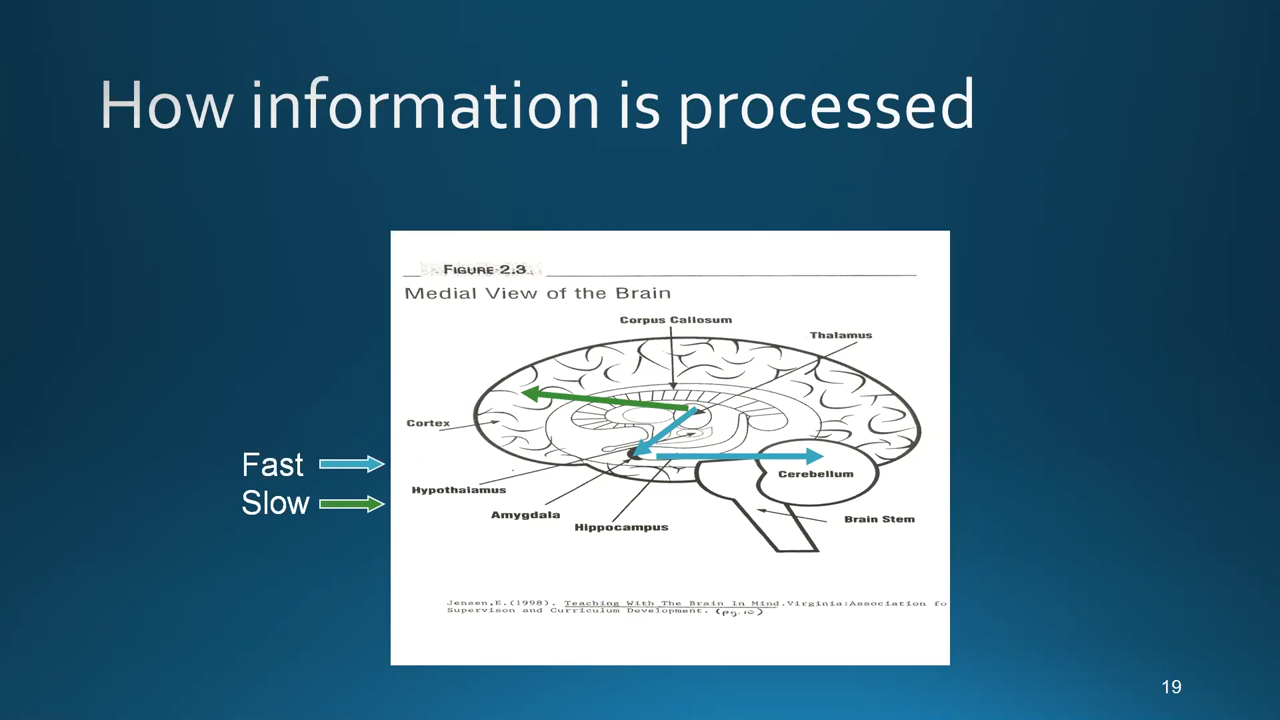 How information is processed
FIGURE 2.3
Medial View of the Brain
Corpus Callosum
Thalamus
Cortex
Fast
Slow
Cerebellum
Hypothalamus
Amygdala
Hippocampus
Brain Stem
Jensen,E.(1998). Teaching With The Brain In Mind.Virginia:Association fo
Supervison and Curriculum Development. (pg.10)
19